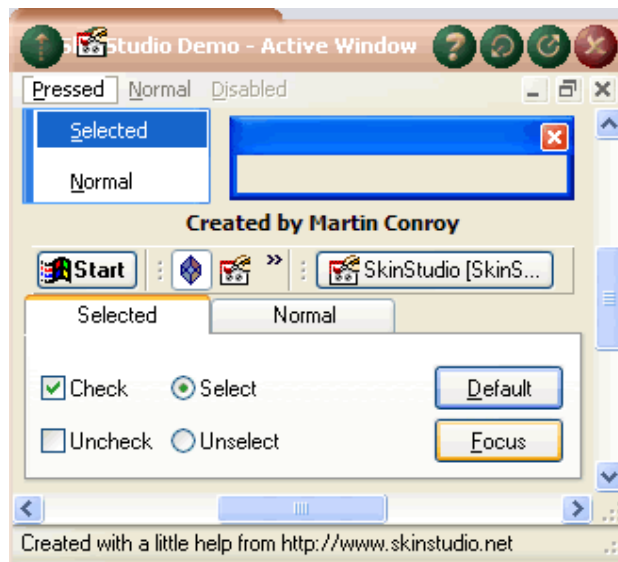 SkinStudio Demo - Active Window
Pressed Normal Disabled
Selected
Normal
Created by Martin Conroy
Start » SkinStudio [SkinS...
Selected Normal
Check Select Default
Uncheck Unselect Focus
Created with a little help from http://www.skinstudio.net